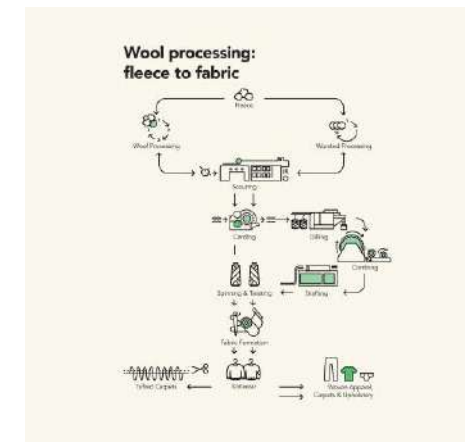 Wool processing:
fleece to fabric
Fleece
Wool Processing
Worsted Processing
Scouring
Carding
Gilling
Combing
Spinning & Twisting
Drafting
Fabric Formation
Tufted Carpets
Knitwear
Woven Apparel,
Carpets & Upholstery